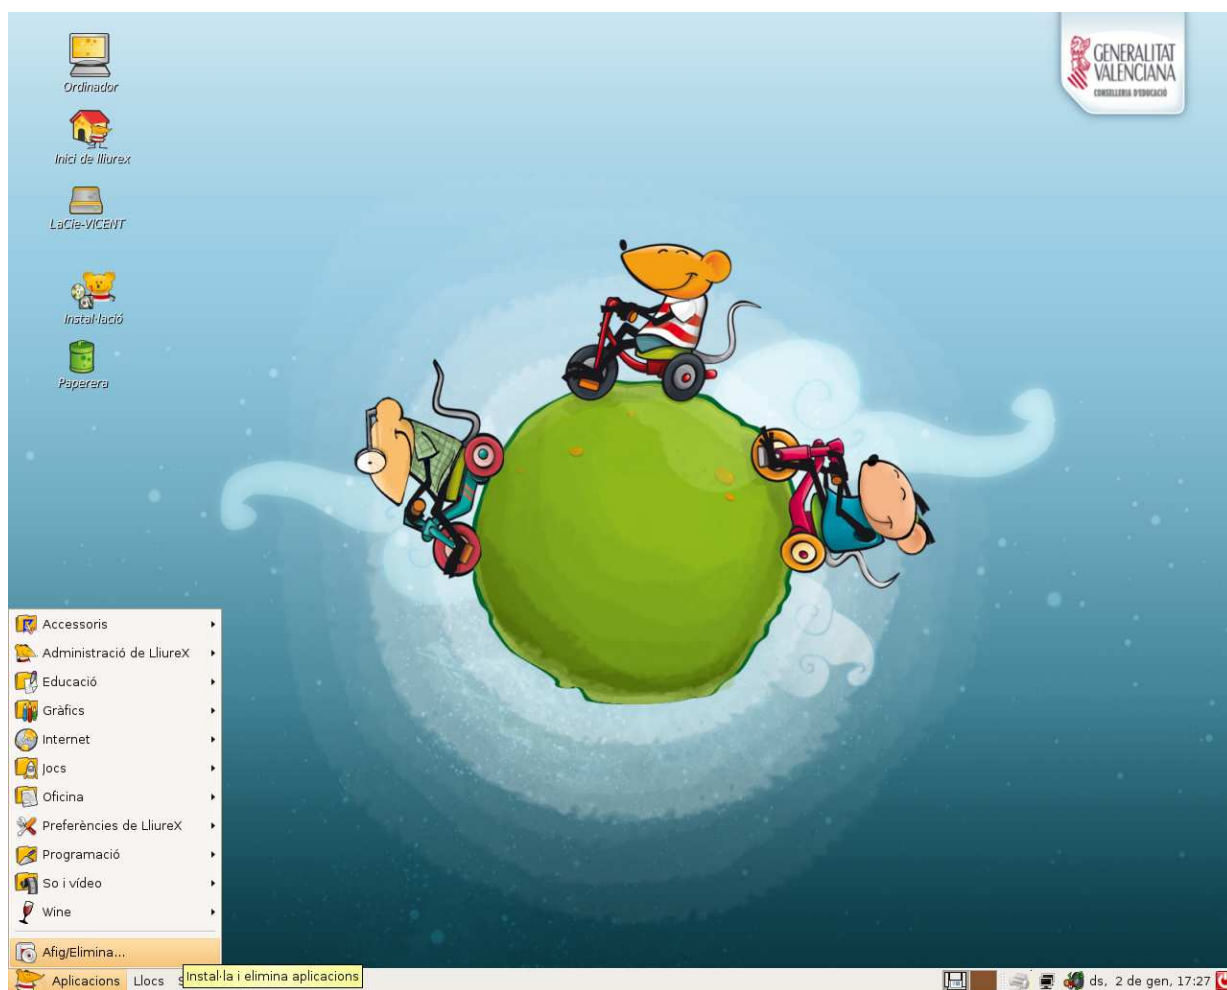 Ordinador
Inici de lliurex
LaCie-VICENT
Instal·lació
Paperera
GENERALITAT
VALENCIANA
CONSELLERIA D'EDUCACIÓ
Accessoris
Administració de LliureX
Educació
Gràfics
Internet
Jocs
Oficina
Preferències de LliureX
Programació
So i vídeo
Wine
Afig/Elimina...
Instal·la i elimina aplicacions
Aplicacions Llocs S
ds, 2 de gen, 17:27